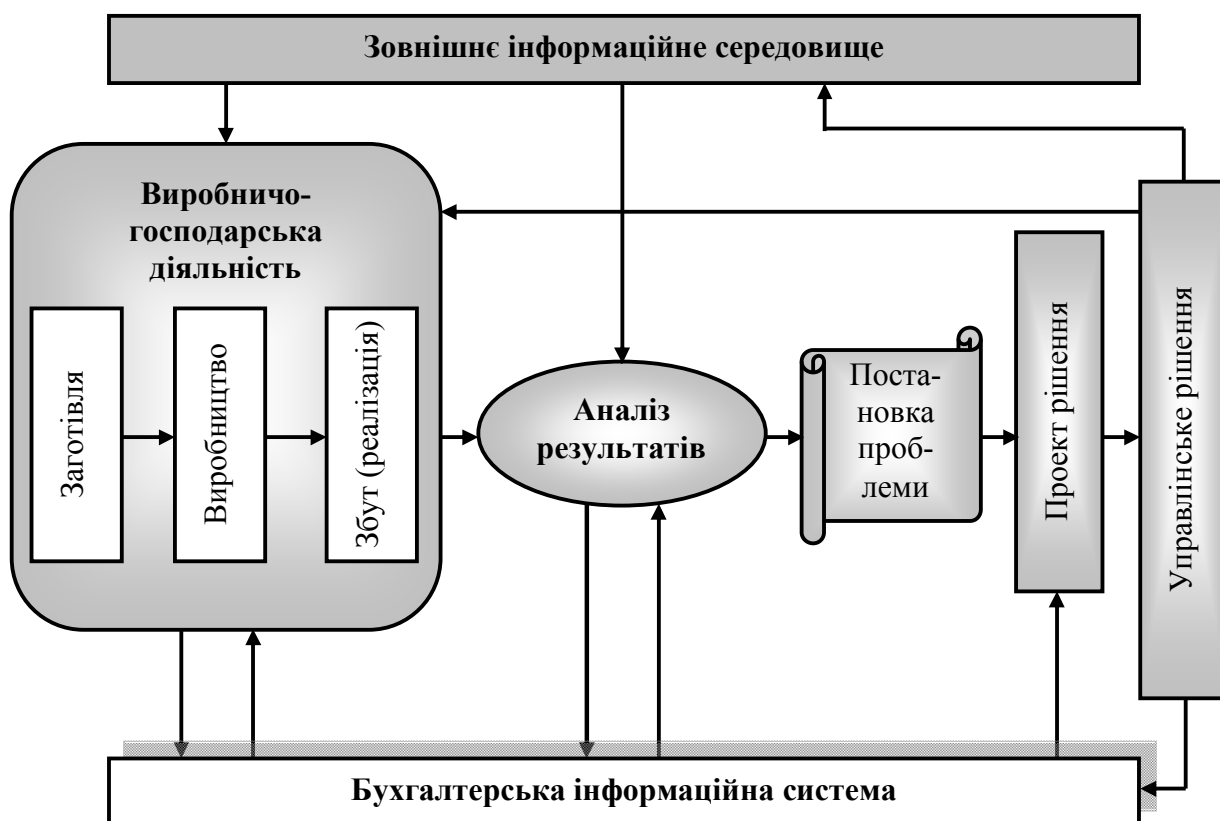 Зовнішнє інформаційне середовище
Виробничо-
господарська
діяльність
Заготівля
Виробництво
Збут (реалізація)
Аналіз
результатів
Поста-
новка
проб-
леми
Проект рішення
Управлінське рішення
Бухгалтерська інформаційна система